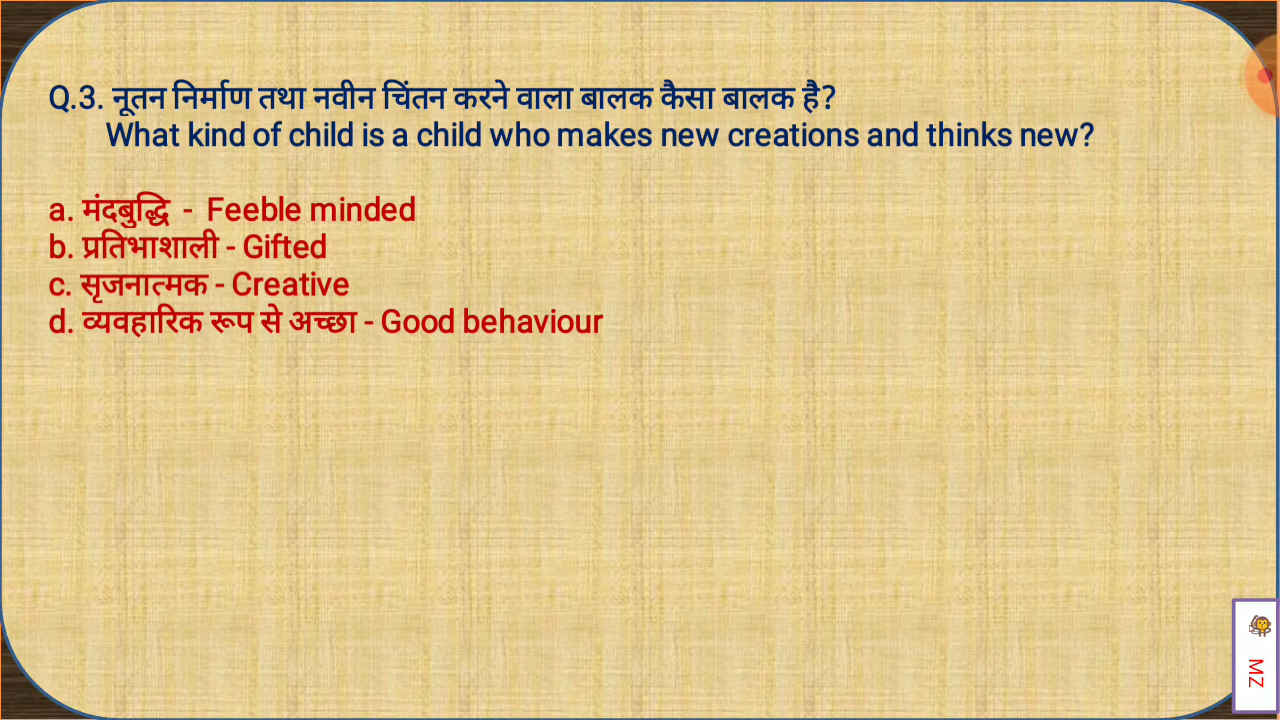 Q.3. नूतन निर्माण तथा नवीन चिंतन करने वाला बालक कैसा बालक है?
What kind of child is a child who makes new creations and thinks new?
a. मंदबुद्धि - Feeble minded
b. प्रतिभाशाली - Gifted
c. सृजनात्मक - Creative
d. व्यवहारिक रूप से अच्छा - Good behaviour
MZ